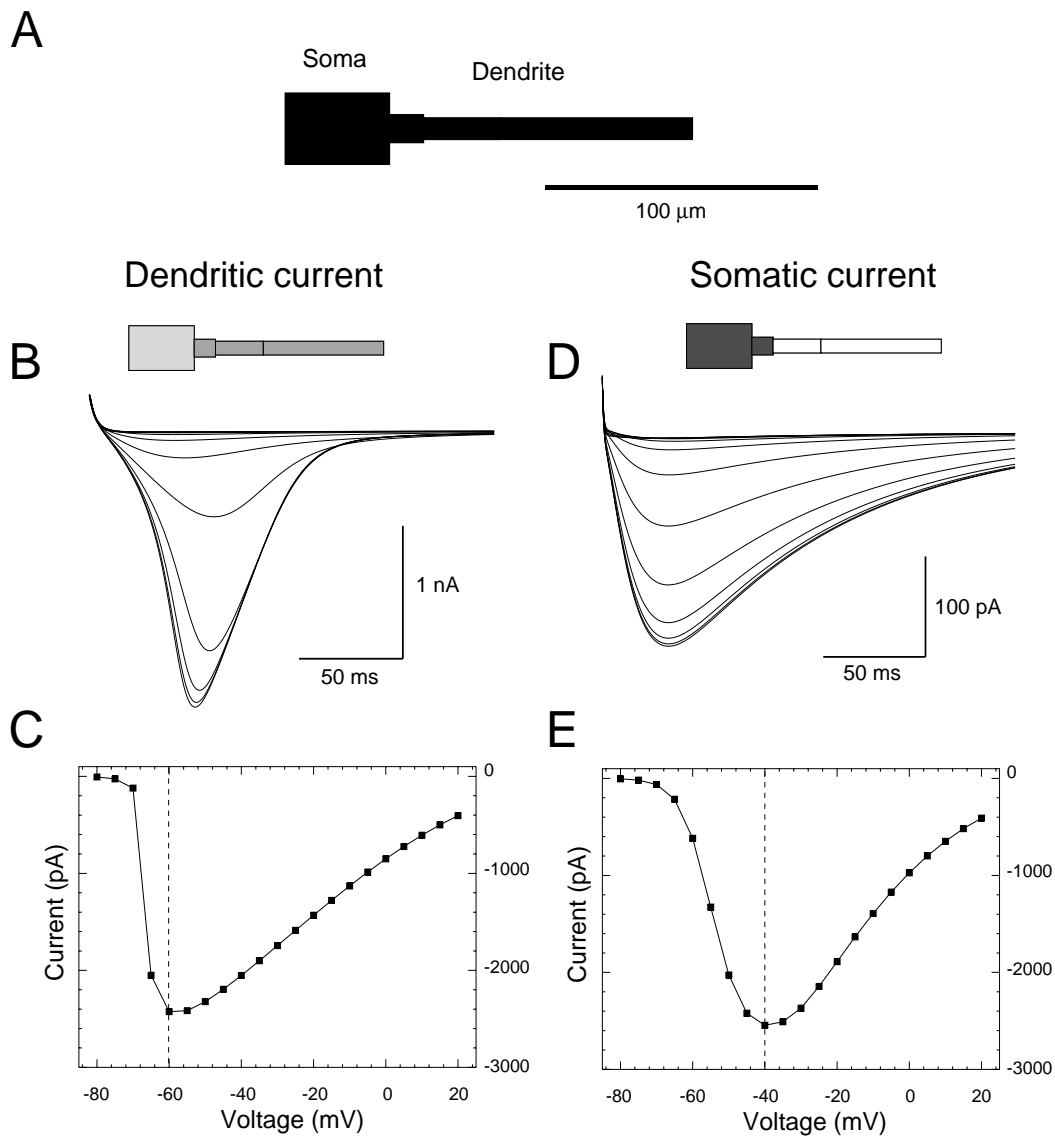 A
Soma
Dendrite
100 μm
Dendritic current
Somatic current
B
D
1 nA
50 ms
100 pA
50 ms
C
E
0
-1000
-2000
-3000
Current (pA)
-80 -60 -40 -20 0 20
Voltage (mV)
0
-1000
-2000
-3000
Current (pA)
-80 -60 -40 -20 0 20
Voltage (mV)